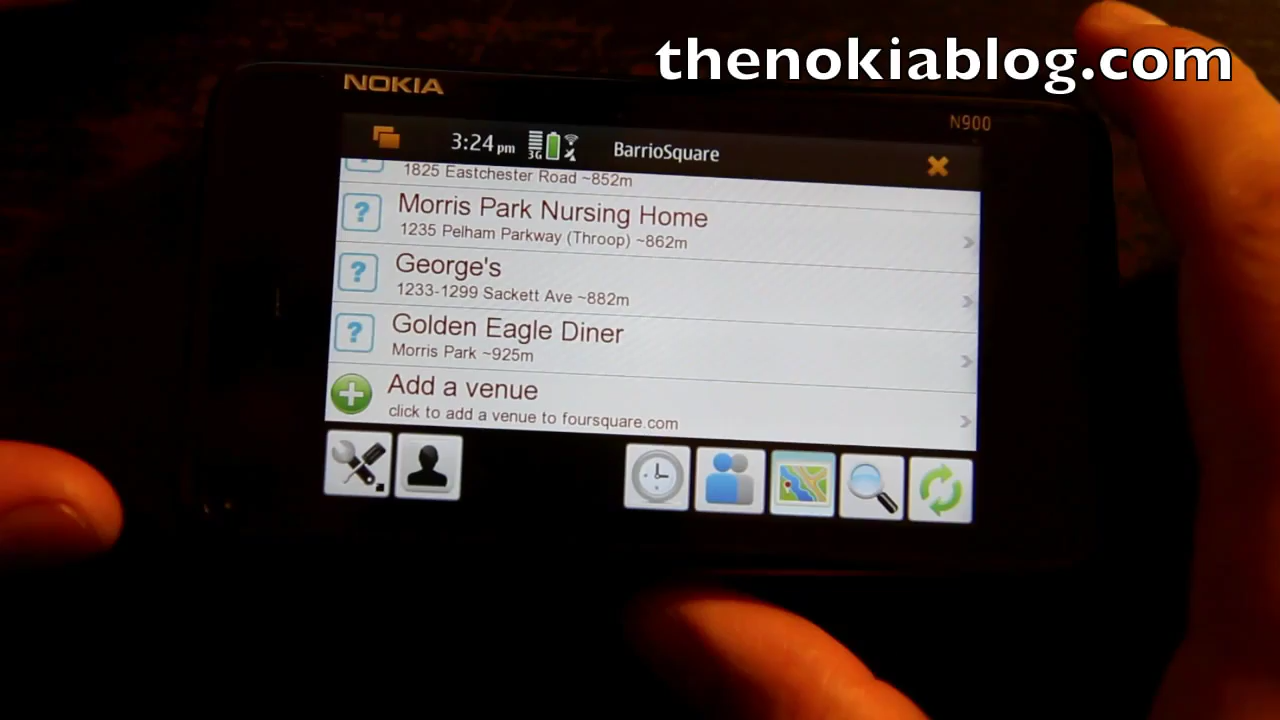 thenokiablog.com
NOKIA
N900
3:24 pm 3G BarrioSquare
1825 Eastchester Road ~852m
?
Morris Park Nursing Home
1235 Pelham Parkway (Throop) ~862m
?
George's
1233-1299 Sackett Ave ~882m
?
Golden Eagle Diner
Morris Park ~925m
Add a venue
click to add a venue to foursquare.com